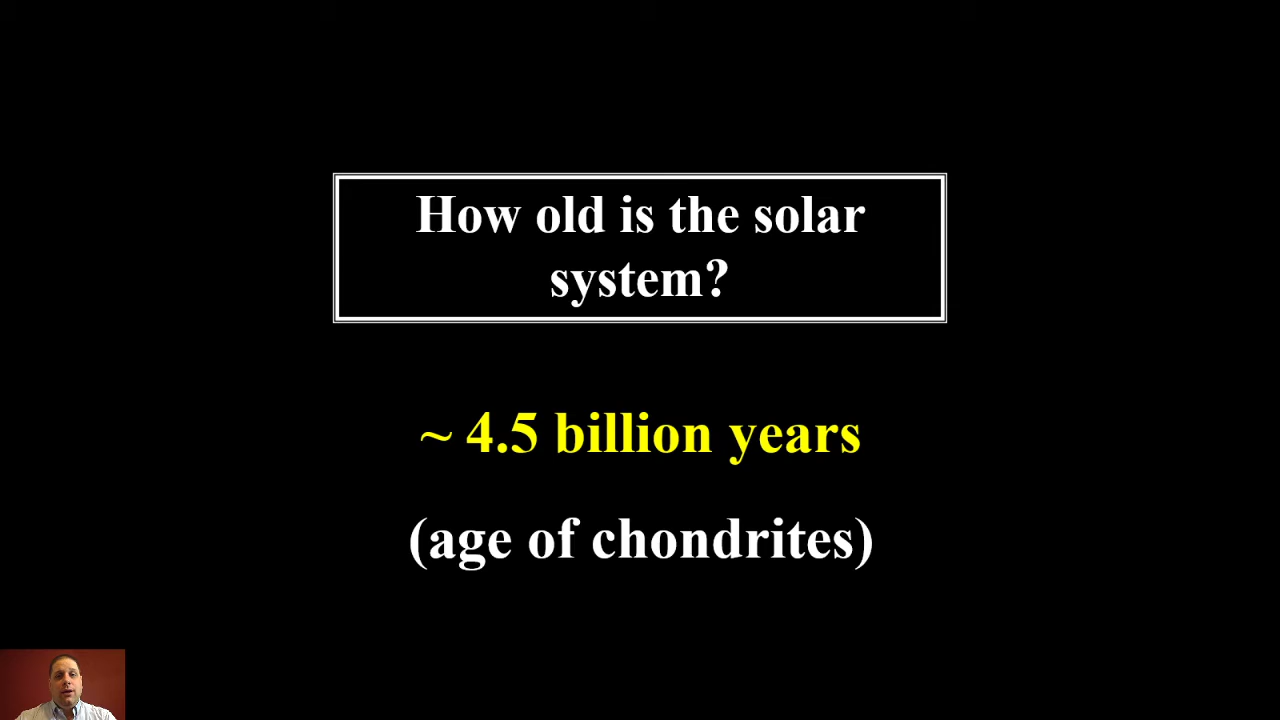 How old is the solar
system?
~ 4.5 billion years
(age of chondrites)